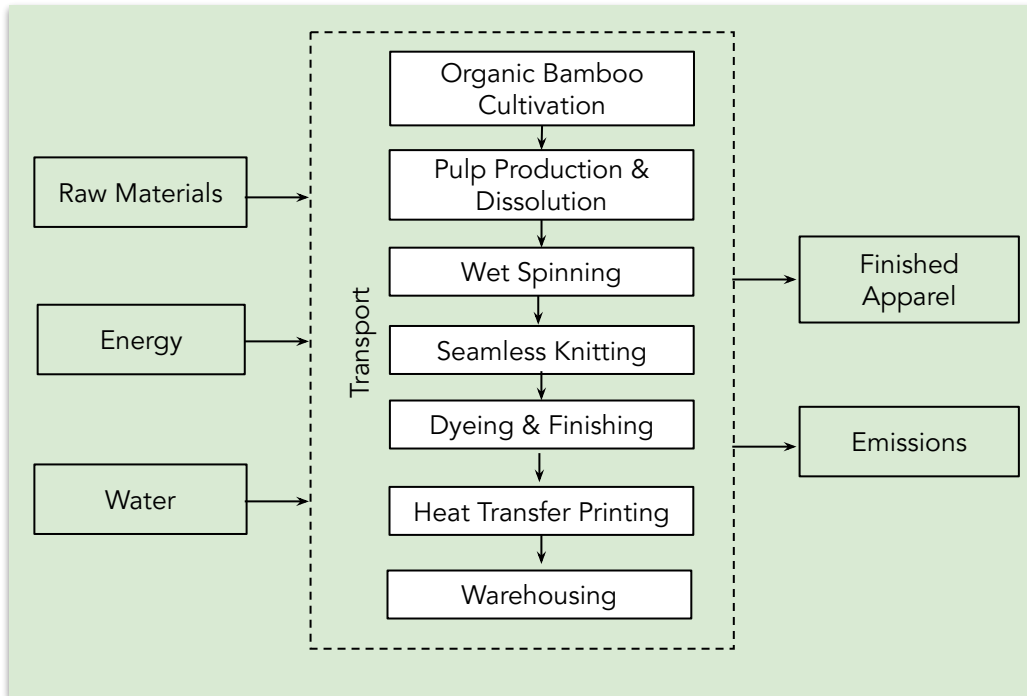 Organic Bamboo
Cultivation
Pulp Production &
Dissolution
Wet Spinning
Seamless Knitting
Dyeing & Finishing
Heat Transfer Printing
Warehousing
Transport
Raw Materials
Energy
Water
Finished
Apparel
Emissions